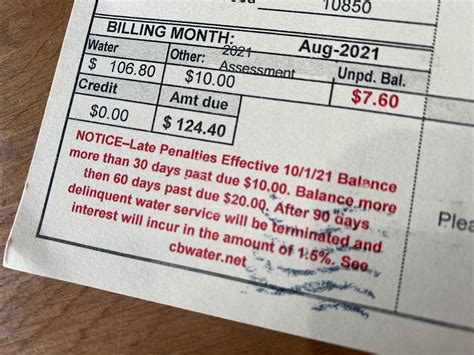 10850
BILLING MONTH: Aug-2021
Water Other: 2021 Assessment Unpd. Bal.
$ 106.80 $10.00 $7.60
Credit Amt due
$0.00 $ 124.40
NOTICE–Late Penalties Effective 10/1/21 Balance
more than 30 days past due $10.00. Balance more
then 60 days past due $20.00. After 90 days
delinquent water service will be terminated and
interest will incur in the amount of 1.5%. See
cbwater.net